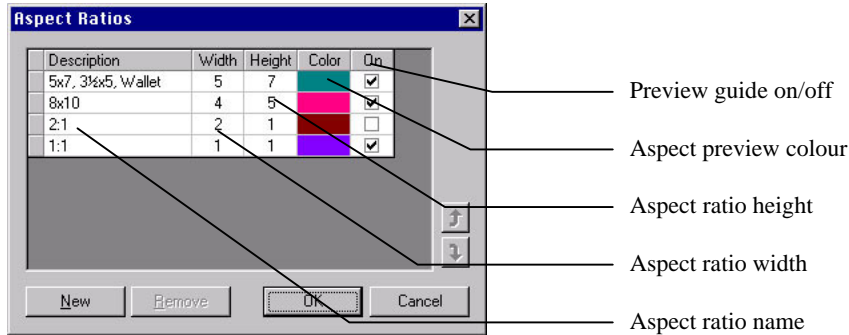 Aspect Ratios
Description Width Height Color On
5x7, 3½x5, Wallet 5 7
8x10 4 5
2:1 2 1
1:1 1 1
Preview guide on/off
Aspect preview colour
Aspect ratio height
Aspect ratio width
Aspect ratio name
New Remove OK Cancel